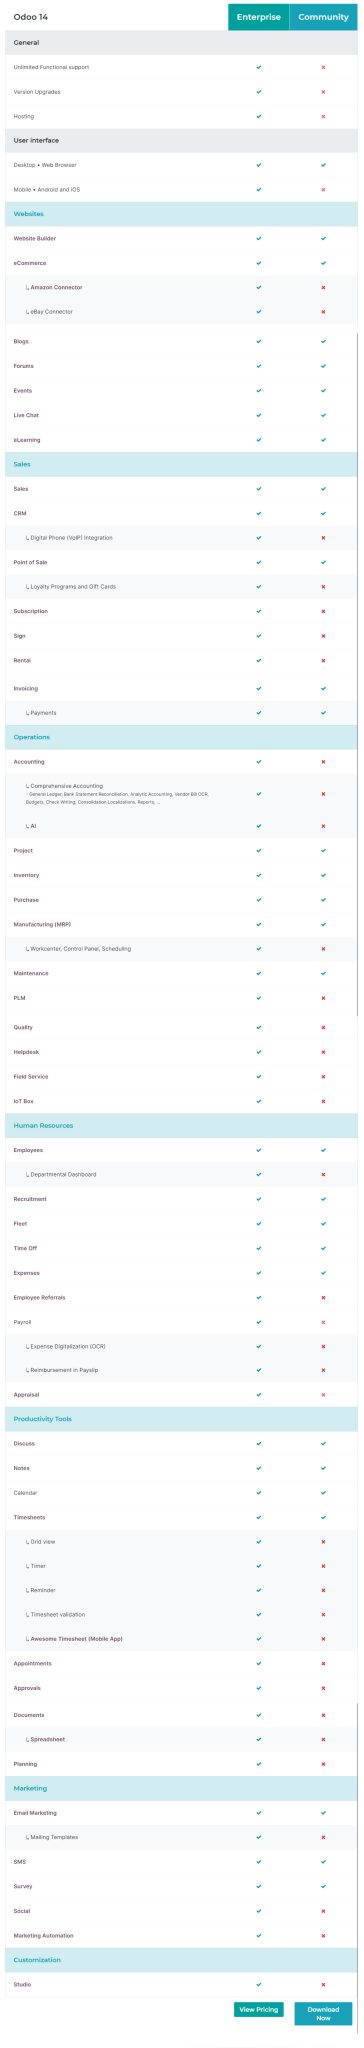 Odoo 14 Enterprise Community
General
Unlimited Functional support
Version Upgrades
Hosting
User interface
Desktop • Web Browser
Mobile • Android and iOS
Websites
Website Builder
eCommerce
Amazon Connector
eBay Connector
Blogs
Forums
Events
Live Chat
eLearning
Sales
Sales
CRM
Digital Phone (VoIP) Integration
Point of Sale
Loyalty Programs and Gift Cards
Subscription
Sign
Rental
Invoicing
Payments
Operations
Accounting
Comprehensive Accounting
- General Ledger, Bank Statement Reconciliation, Analytic Accounting, Vendor Bill OCR,
Budgets, Check Writing, Consolidation,Localizations, Reports, ...
AI
Project
Inventory
Purchase
Manufacturing (MRP)
Workcenter, Control Panel, Scheduling
Maintenance
PLM
Quality
Helpdesk
Field Service
IoT Box
Human Resources
Employees
Departmental Dashboard
Recruitment
Fleet
Time Off
Expenses
Employee Referrals
Payroll
Expense Digitalization (OCR)
Reimbursement in Payslip
Appraisal
Productivity Tools
Discuss
Notes
Calendar
Timesheets
Grid view
Timer
Reminder
Timesheet validation
Awesome Timesheet (Mobile App)
Appointments
Approvals
Documents
Spreadsheet
Planning
Marketing
Email Marketing
Mailing Templates
SMS
Survey
Social
Marketing Automation
Customization
Studio
View Pricing Download
Now